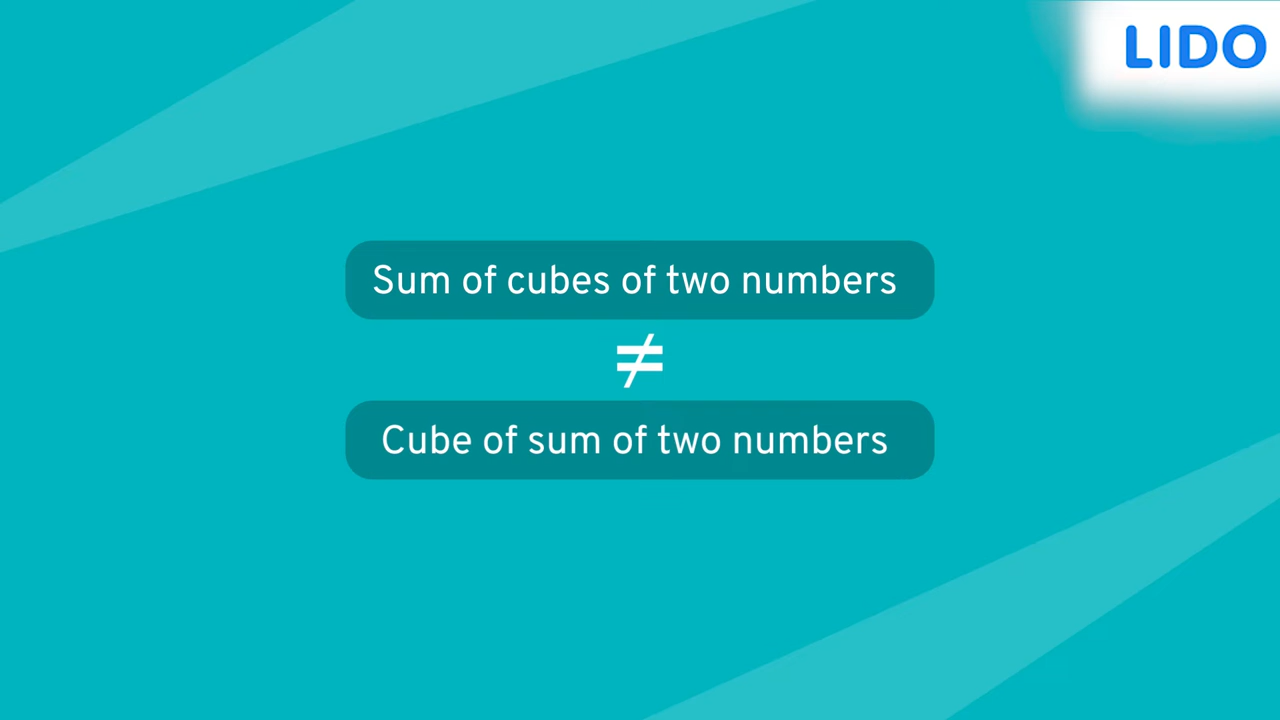 LIDO
Sum of cubes of two numbers
≠
Cube of sum of two numbers